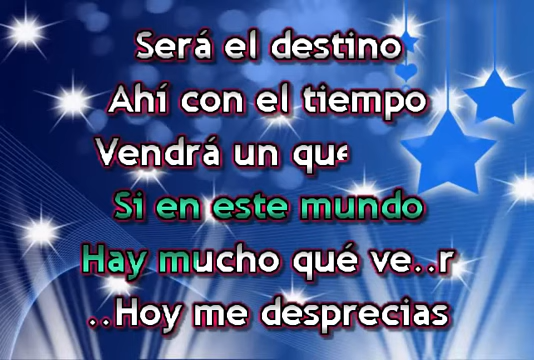 Será el destino
Ahí con el tiempo
Vendrá un que
Si en este mundo
Hay mucho qué ve..r
..Hoy me desprecias